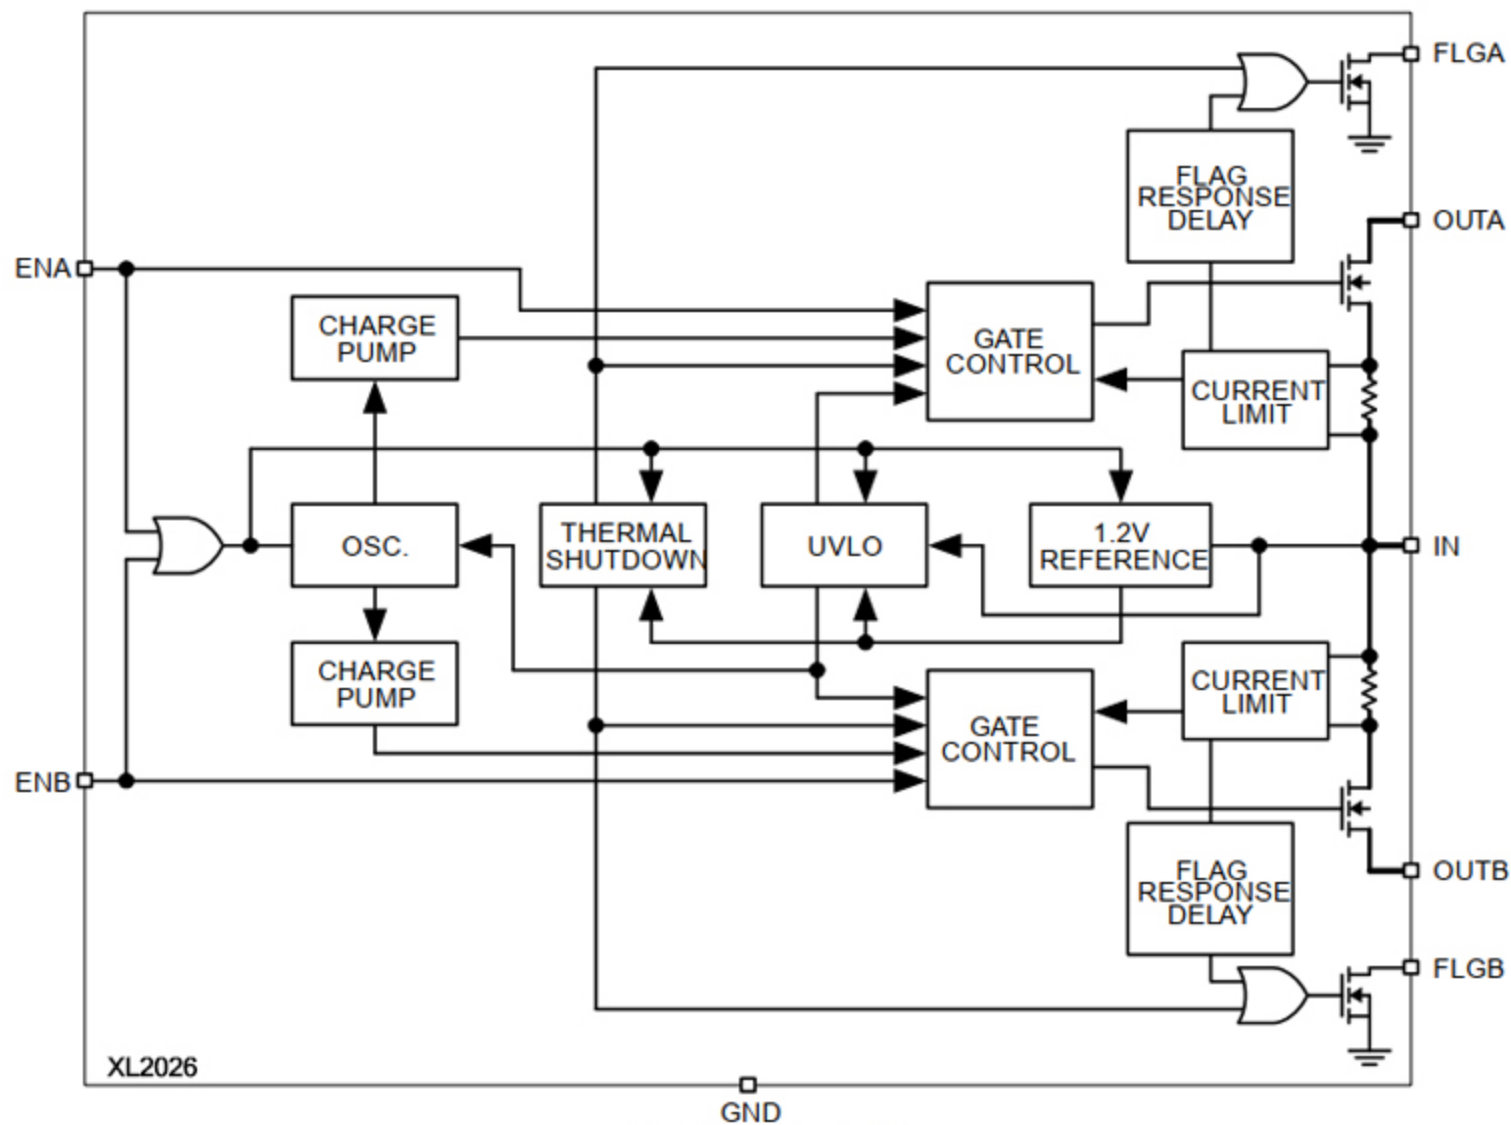 FLGA
FLAG
RESPONSE
DELAY
OUTA
ENA
CHARGE
PUMP
GATE
CONTROL
CURRENT
LIMIT
OSC.
THERMAL
SHUTDOWN
UVLO
1.2V
REFERENCE
IN
CHARGE
PUMP
GATE
CONTROL
CURRENT
LIMIT
ENB
FLAG
RESPONSE
DELAY
OUTB
FLGB
XL2026
GND